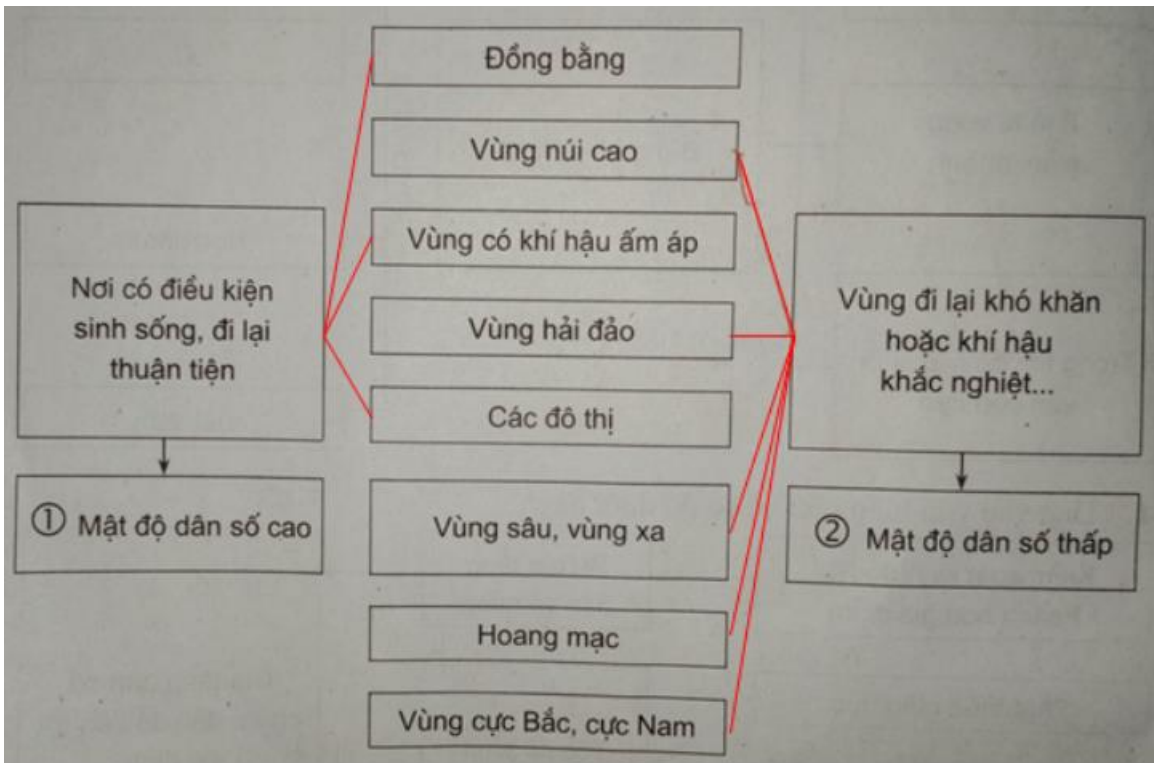 Đồng bằng
Vùng núi cao
Vùng có khí hậu ấm áp
Vùng hải đảo
Các đô thị
Vùng sâu, vùng xa
Hoang mạc
Vùng cực Bắc, cực Nam
Nơi có điều kiện
sinh sống, đi lại
thuận tiện
① Mật độ dân số cao
Vùng đi lại khó khăn
hoặc khí hậu
khắc nghiệt...
② Mật độ dân số thấp